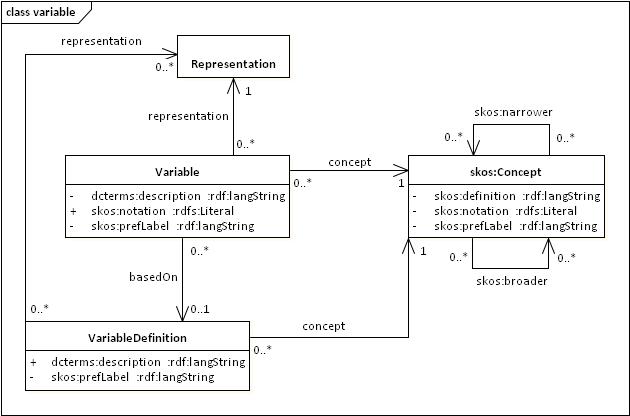 class variable
representation
0..*
Representation
1
representation
0..*
skos:narrower
0..*
0..*
Variable
- dcterms:description :rdf:langString
+ skos:notation :rdfs:Literal
- skos:prefLabel :rdf:langString
concept
0..*
1
skos:Concept
- skos:definition :rdf:langString
- skos:notation :rdfs:Literal
- skos:prefLabel :rdf:langString
0..*
basedOn
0..1
1
0..*
0..*
skos:broader
0..*
concept
0..*
VariableDefinition
+ dcterms:description :rdf:langString
- skos:prefLabel :rdf:langString